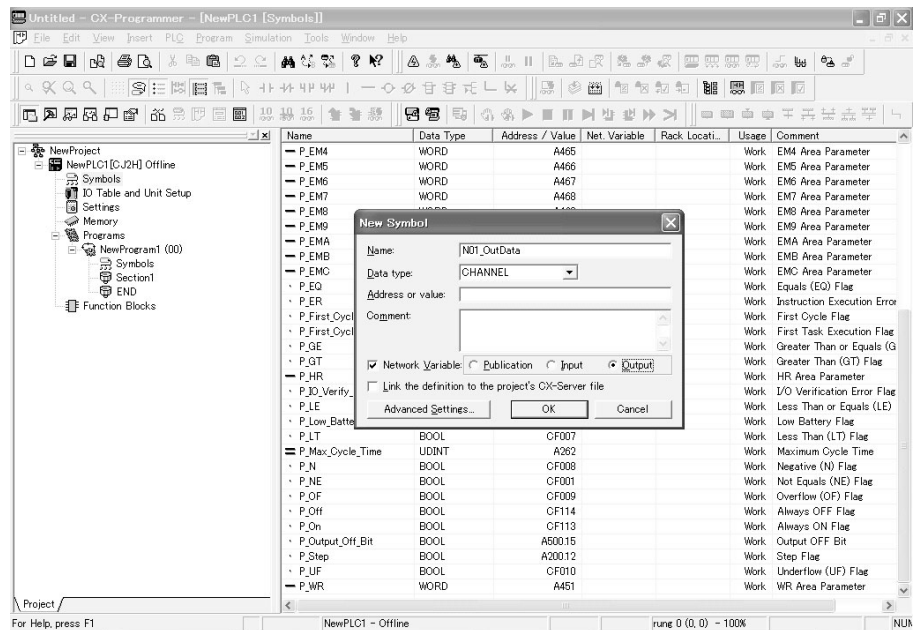 Untitled - CX-Programmer - [NewPLC1 [Symbols]]
File Edit View Insert PLC Program Simulation Tools Window Help
Name Data Type Address / Value Net. Variable Rack Locati... Usage Comment
NewProject
NewPLC1[CJ2H] Offline
Symbols
IO Table and Unit Setup
Settings
Memory
Programs
NewProgram1 (00)
Symbols
Section1
END
Function Blocks
P_EM4 WORD A465 Work EM4 Area Parameter
P_EM5 WORD A466 Work EM5 Area Parameter
P_EM6 WORD A467 Work EM6 Area Parameter
P_EM7 WORD A468 Work EM7 Area Parameter
P_EM8 Work EM8 Area Parameter
P_EM9 Work EM9 Area Parameter
P_EMA Work EMA Area Parameter
P_EMB Work EMB Area Parameter
P_EMC Work EMC Area Parameter
P_EQ Work Equals (EQ) Flag
P_ER Work Instruction Execution Error
P_First_Cycl Work First Cycle Flag
P_First_Cycl Work First Task Execution Flag
P_GE Work Greater Than or Equals (G
P_GT Work Greater Than (GT) Flag
P_HR Work HR Area Parameter
P_IO_Verify_ Work I/O Verification Error Flag
P_LE Work Less Than or Equals (LE)
P_Low_Batte Work Low Battery Flag
P_LT BOOL CF007 Work Less Than (LT) Flag
P_Max_Cycle_Time UDINT A262 Work Maximum Cycle Time
P_N BOOL CF008 Work Negative (N) Flag
P_NE BOOL CF001 Work Not Equals (NE) Flag
P_OF BOOL CF009 Work Overflow (OF) Flag
P_Off BOOL CF114 Work Always OFF Flag
P_On BOOL CF113 Work Always ON Flag
P_Output_Off_Bit BOOL A500.15 Work Output OFF Bit
P_Step BOOL A200.12 Work Step Flag
P_UF BOOL CF010 Work Underflow (UF) Flag
P_WR WORD A451 Work WR Area Parameter
New Symbol
Name: N01_OutData
Data type: CHANNEL
Address or value:
Comment:
Network Variable: Publication Input Output
Link the definition to the project's CX-Server file
Advanced Settings... OK Cancel
Project
For Help, press F1 NewPLC1 - Offline rung 0 (0, 0) - 100% NUM